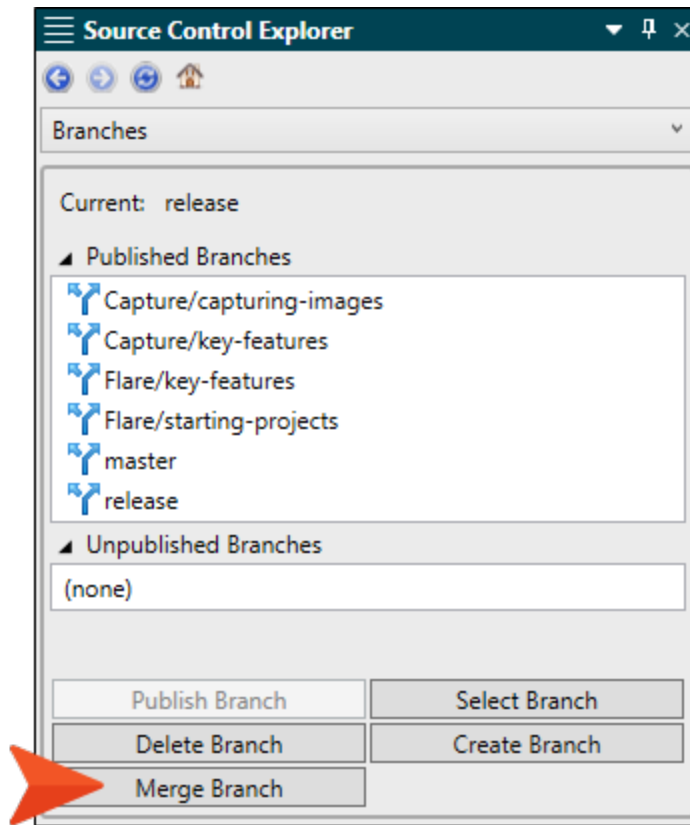 Source Control Explorer
Branches
Current: release
Published Branches
Capture/capturing-images
Capture/key-features
Flare/key-features
Flare/starting-projects
master
release
Unpublished Branches
(none)
Publish Branch Select Branch
Delete Branch Create Branch
Merge Branch